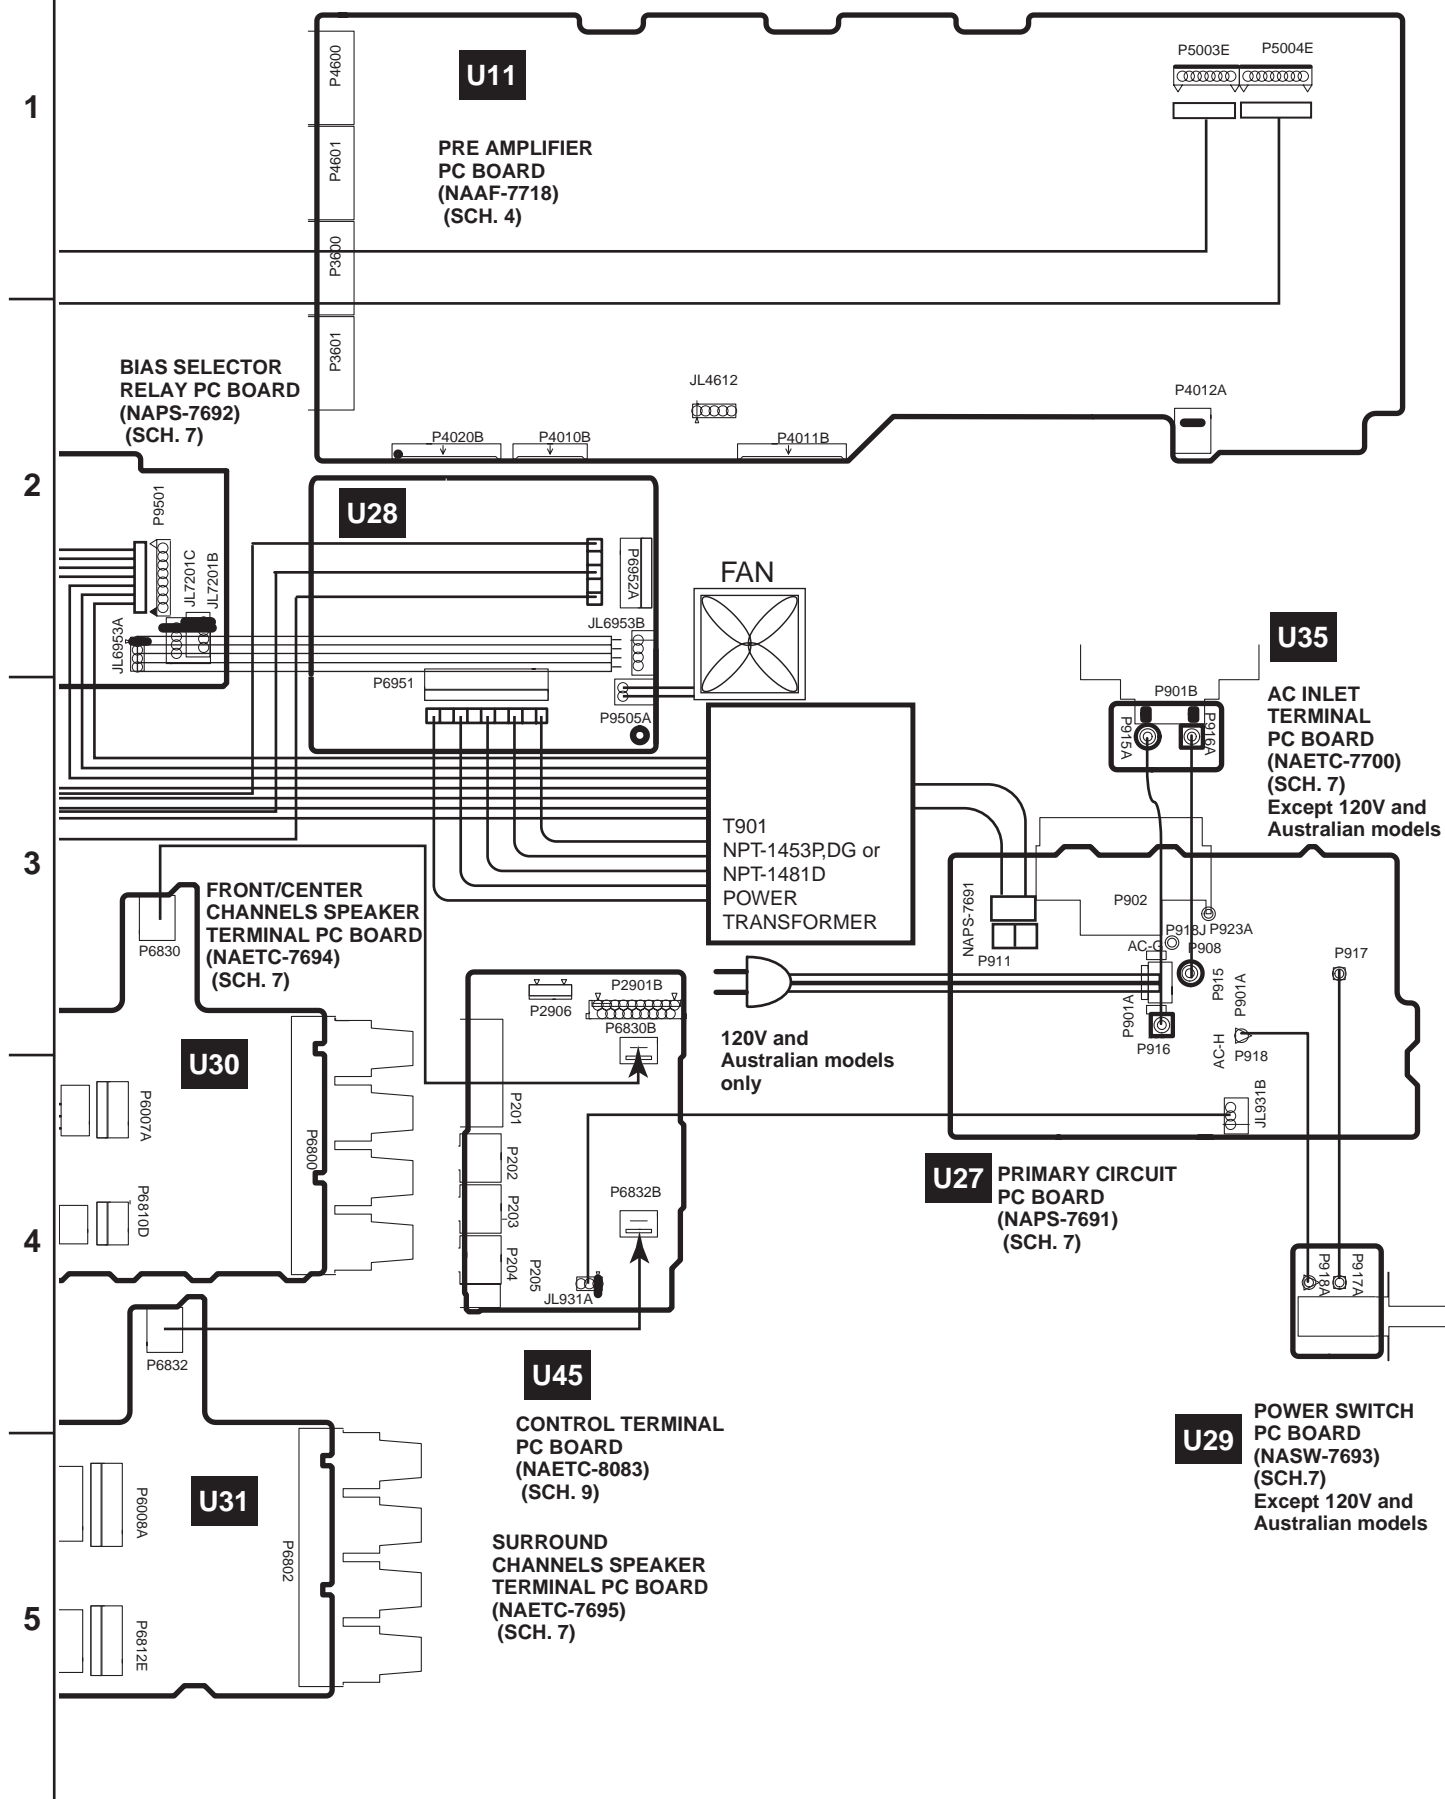 1
P4600
P4601
P3600
P3601
U11
PRE AMPLIFIER
PC BOARD
(NAAF-7718)
(SCH. 4)
P5003E
P5004E
BIAS SELECTOR
RELAY PC BOARD
(NAPS-7692)
(SCH. 7)
JL4612
P4012A
P4020B
P4010B
P4011B
2
P9501
JL7201C
JL7201B
JL6953A
U28
P6952A
JL6953B
P6951
P9505A
FAN
U35
AC INLET
TERMINAL
PC BOARD
(NAETC-7700)
(SCH. 7)
Except 120V and
Australian models
P901B
P915A
P916A
3
T901
NPT-1453P,DG or
NPT-1481D
POWER
TRANSFORMER
FRONT/CENTER
CHANNELS SPEAKER
TERMINAL PC BOARD
(NAETC-7694)
(SCH. 7)
P6830
NAPS-7691
P911
P902
P918J
P923A
AC-G
P908
P915
P901A
P901A
P916
P917
AC-H
P918
JL931B
P2901B
P2906
P6830B
120V and
Australian models
only
U30
P6007A
P6800
P6810D
P201
P202
P203
P204
P205
P6832B
JL931A
U27
PRIMARY CIRCUIT
PC BOARD
(NAPS-7691)
(SCH. 7)
4
P918A
P917A
P6832
U45
CONTROL TERMINAL
PC BOARD
(NAETC-8083)
(SCH. 9)
U29
POWER SWITCH
PC BOARD
(NASW-7693)
(SCH.7)
Except 120V and
Australian models
U31
P6008A
P6802
P6812E
SURROUND
CHANNELS SPEAKER
TERMINAL PC BOARD
(NAETC-7695)
(SCH. 7)
5